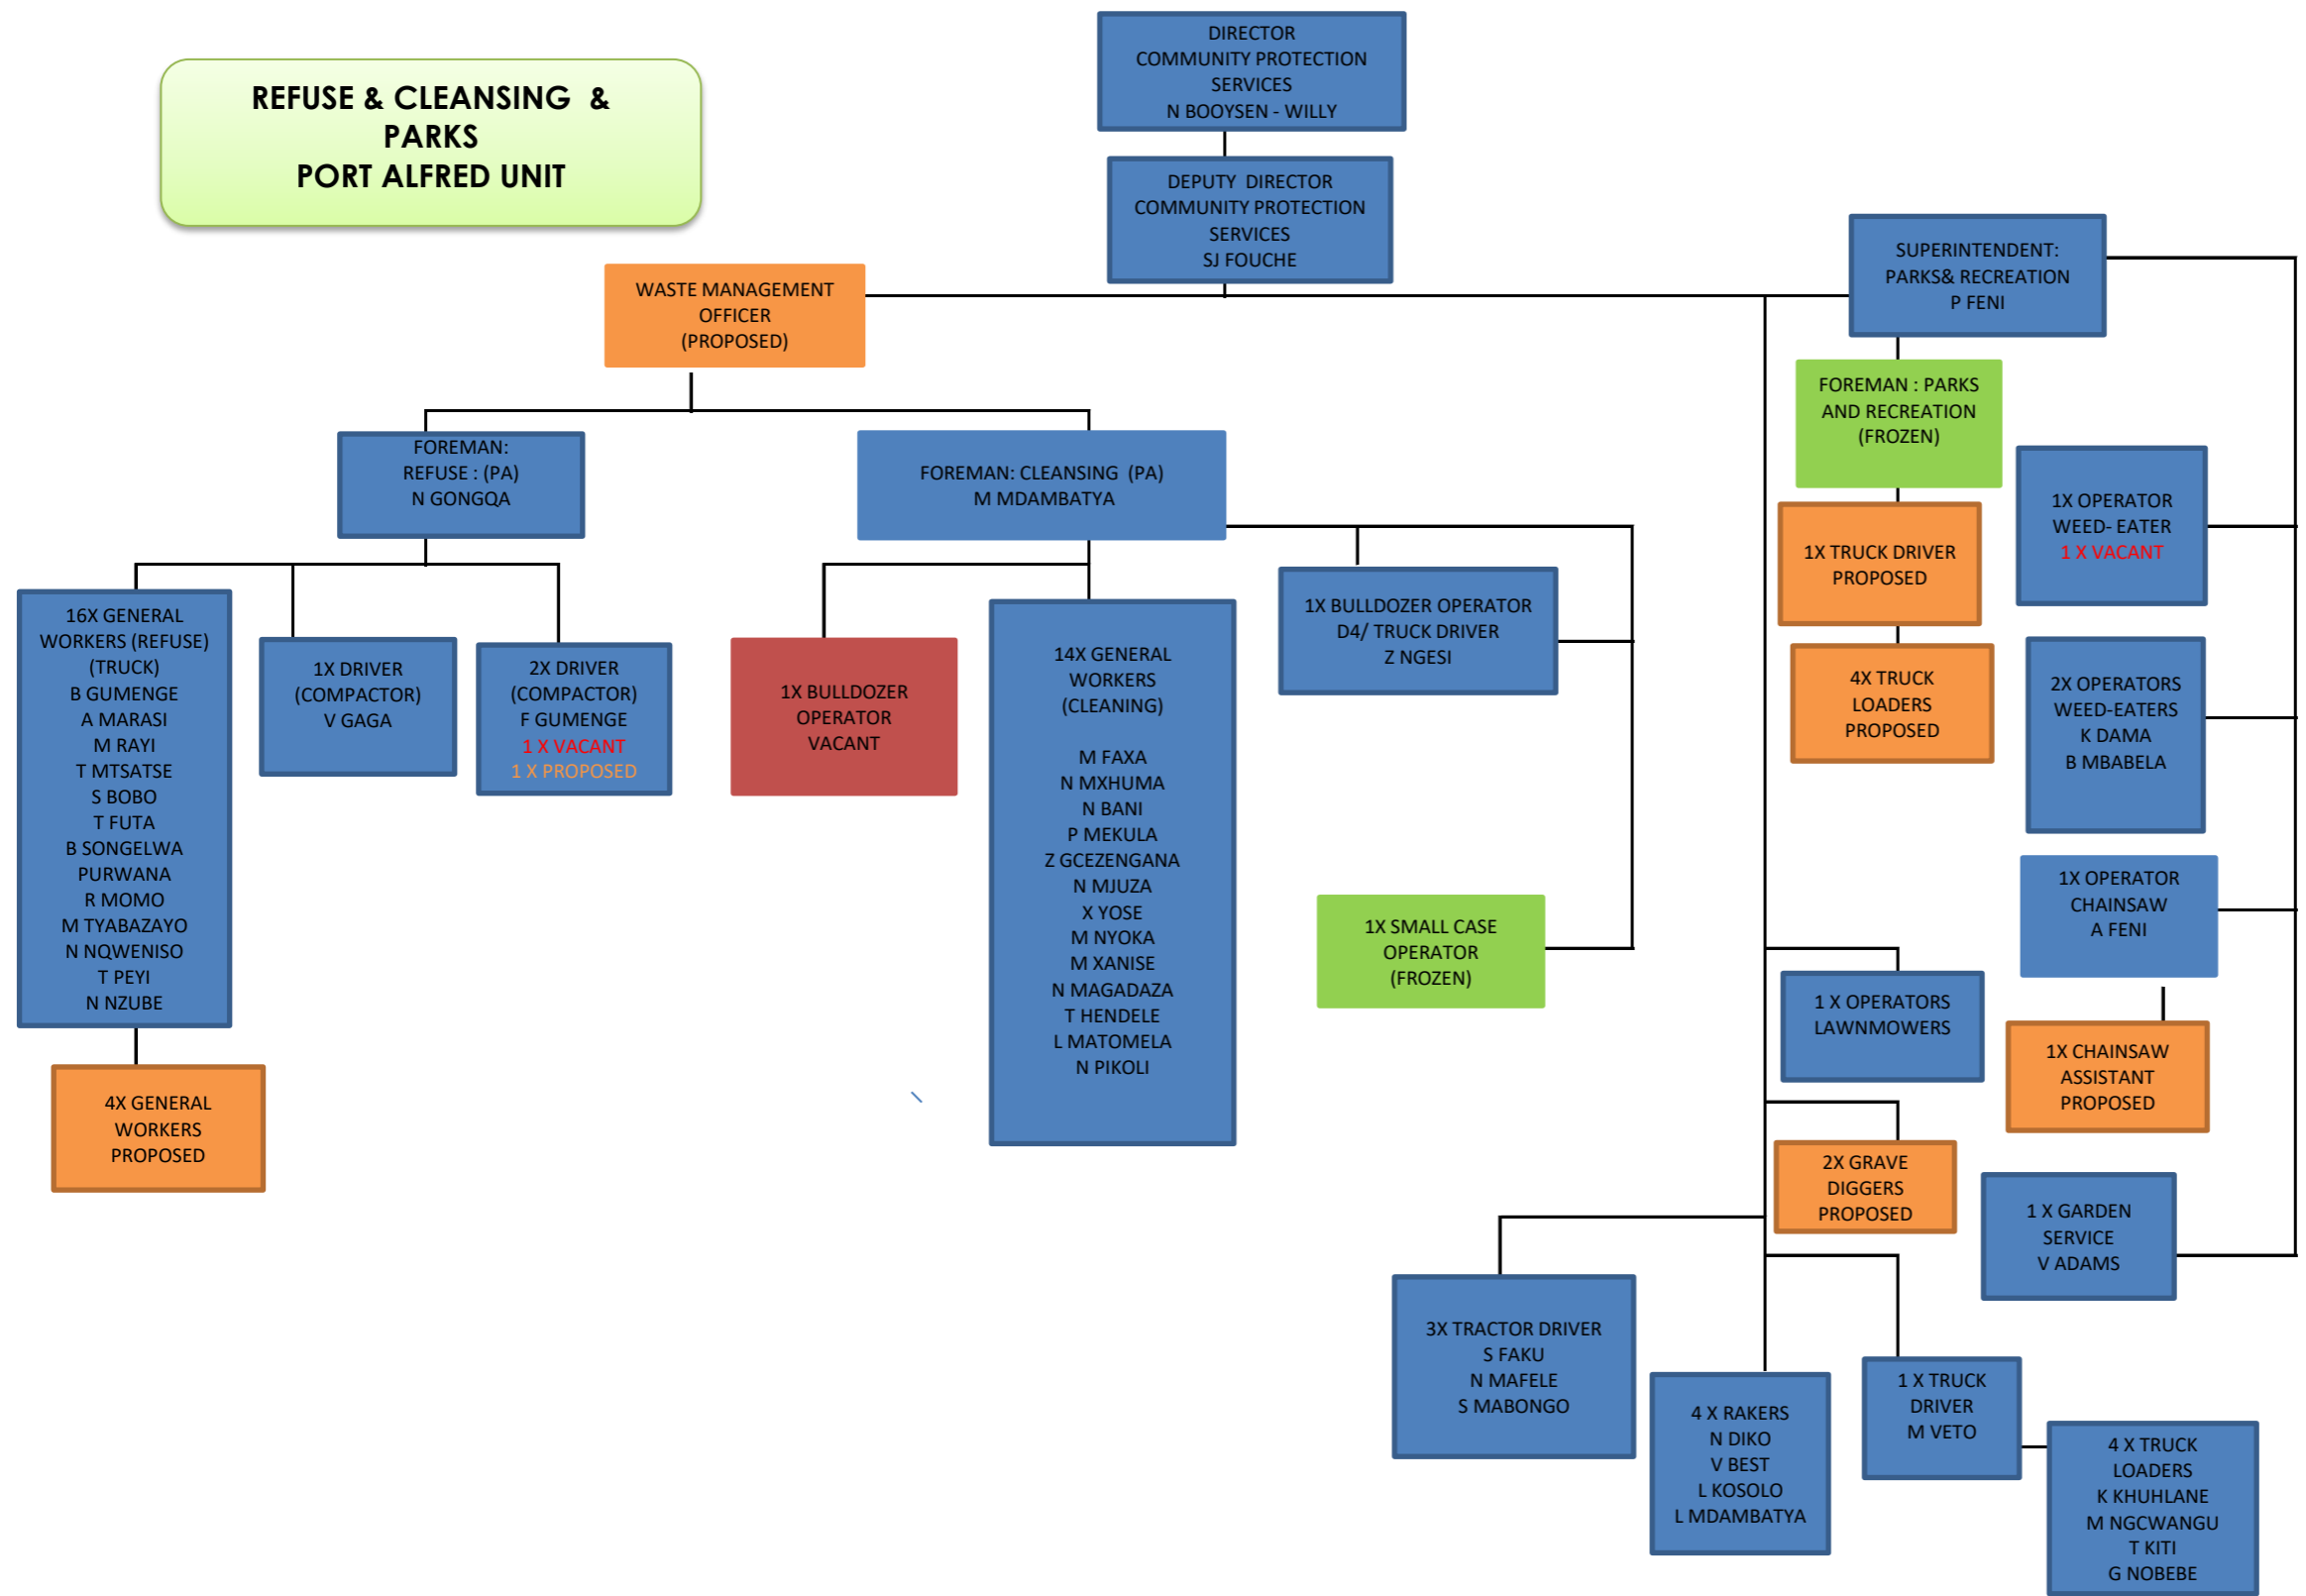 REFUSE & CLEANSING &
PARKS
PORT ALFRED UNIT
DIRECTOR
COMMUNITY PROTECTION
SERVICES
N BOOYSEN - WILLY
DEPUTY DIRECTOR
COMMUNITY PROTECTION
SERVICES
SJ FOUCHE
WASTE MANAGEMENT
OFFICER
(PROPOSED)
SUPERINTENDENT:
PARKS& RECREATION
P FENI
FOREMAN:
REFUSE : (PA)
N GONGQA
FOREMAN: CLEANSING (PA)
M MDAMBATYA
FOREMAN : PARKS
AND RECREATION
(FROZEN)
1X OPERATOR
WEED- EATER
1 X VACANT
1X TRUCK DRIVER
PROPOSED
16X GENERAL
WORKERS (REFUSE)
(TRUCK)
B GUMENGE
A MARASI
M RAYI
T MTSATSE
S BOBO
T FUTA
B SONGELWA
PURWANA
R MOMO
M TYABAZAYO
N NQWENISO
T PEYI
N NZUBE
1X DRIVER
(COMPACTOR)
V GAGA
2X DRIVER
(COMPACTOR)
F GUMENGE
1 X VACANT
1 X PROPOSED
1X BULLDOZER
OPERATOR
VACANT
14X GENERAL
WORKERS
(CLEANING)
M FAXA
N MXHUMA
N BANI
P MEKULA
Z GCEZENGANA
N MJUZA
X YOSE
M NYOKA
M XANISE
N MAGADAZA
T HENDELE
L MATOMELA
N PIKOLI
1X BULLDOZER OPERATOR
D4/ TRUCK DRIVER
Z NGESI
4X TRUCK
LOADERS
PROPOSED
2X OPERATORS
WEED-EATERS
K DAMA
B MBABELA
1X SMALL CASE
OPERATOR
(FROZEN)
1X OPERATOR
CHAINSAW
A FENI
1 X OPERATORS
LAWNMOWERS
1X CHAINSAW
ASSISTANT
PROPOSED
4X GENERAL
WORKERS
PROPOSED
2X GRAVE
DIGGERS
PROPOSED
1 X GARDEN
SERVICE
V ADAMS
3X TRACTOR DRIVER
S FAKU
N MAFELE
S MABONGO
4 X RAKERS
N DIKO
V BEST
L KOSOLO
L MDAMBATYA
1 X TRUCK
DRIVER
M VETO
4 X TRUCK
LOADERS
K KHUHLANE
M NGCWANGU
T KITI
G NOBEBE